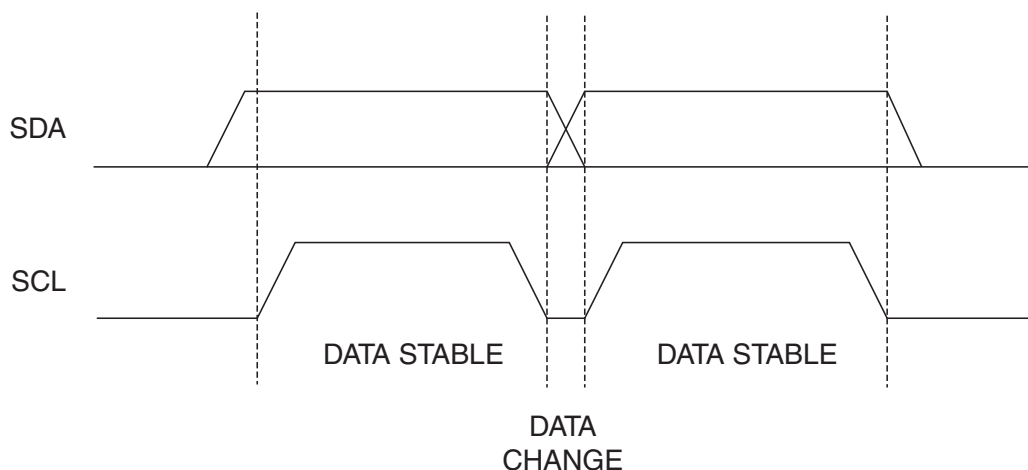 SDA
SCL
DATA STABLE
DATA STABLE
DATA
CHANGE